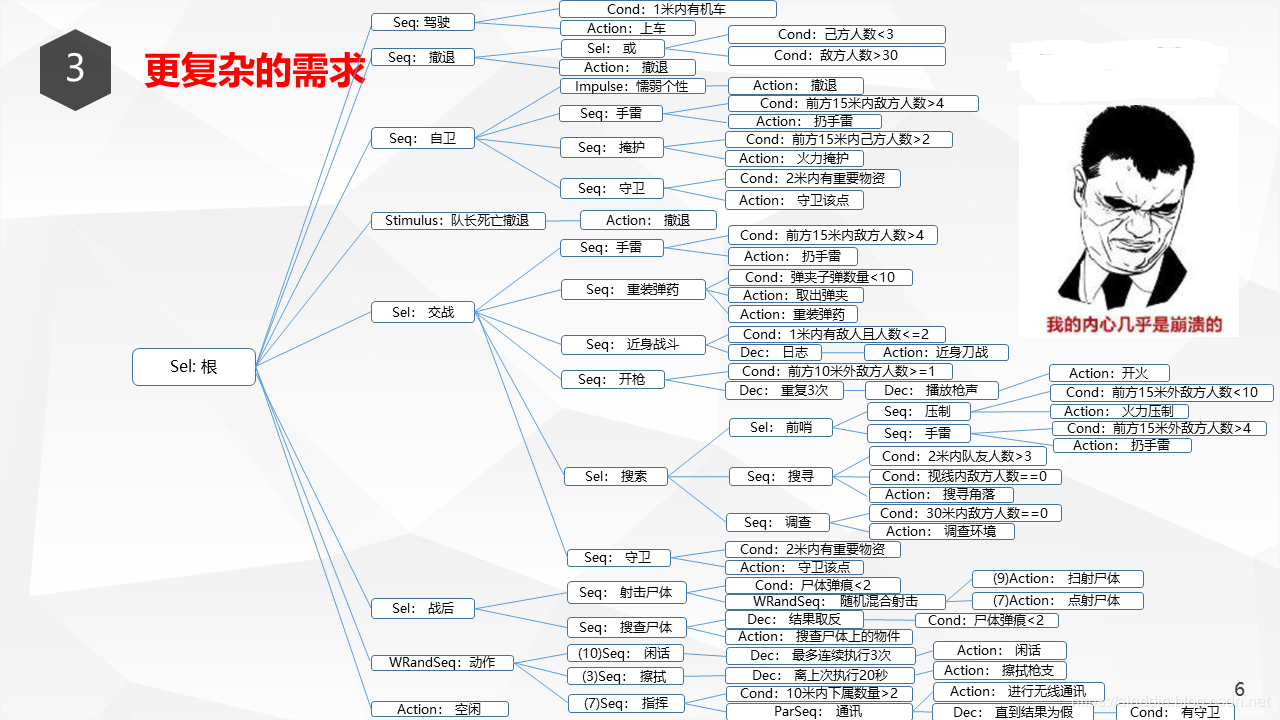 3
更复杂的需求
Sel: 根
Seq: 驾驶
Cond：1米内有机车
Action：上车
Seq： 撤退
Sel： 或
Cond：己方人数<3
Cond：敌方人数>30
Action： 撤退
Seq： 自卫
Impulse：懦弱个性
Action： 撤退
Seq：手雷
Cond：前方15米内敌方人数>4
Action： 扔手雷
Seq： 掩护
Cond：前方15米内己方人数>2
Action： 火力掩护
Seq： 守卫
Cond：2米内有重要物资
Action： 守卫该点
Stimulus：队长死亡撤退
Action： 撤退
Sel： 交战
Seq：手雷
Cond：前方15米内敌方人数>4
Action： 扔手雷
Seq： 重装弹药
Cond：弹夹子弹数量<10
Action：取出弹夹
Action：重装弹药
Seq： 近身战斗
Cond：1米内有敌人且人数<=2
Dec： 日志
Action：近身刀战
Seq： 开枪
Cond：前方10米外敌方人数>=1
Dec： 重复3次
Dec： 播放枪声
Action：开火
Sel： 搜索
Sel： 前哨
Seq： 压制
Cond：前方15米外敌方人数<10
Action： 火力压制
Seq： 手雷
Cond：前方15米外敌方人数>4
Action： 扔手雷
Seq： 搜寻
Cond：2米内队友人数>3
Cond：视线内敌方人数==0
Action： 搜寻角落
Seq： 调查
Cond：30米内敌方人数==0
Action： 调查环境
Seq： 守卫
Cond：2米内有重要物资
Action： 守卫该点
Sel： 战后
Seq： 射击尸体
Cond：尸体弹痕<2
WRandSeq： 随机混合射击
(9)Action： 扫射尸体
(7)Action： 点射尸体
Seq： 搜查尸体
Dec： 结果取反
Cond：尸体弹痕<2
Action： 搜查尸体上的物件
WRandSeq：动作
(10)Seq： 闲话
Dec： 最多连续执行3次
Action： 闲话
(3)Seq： 擦拭
Dec： 离上次执行20秒
Action： 擦拭枪支
(7)Seq： 指挥
Cond：10米内下属数量>2
ParSeq： 通讯
Action： 进行无线通讯
Dec： 直到结果为假
Cond： 有守卫
Action： 空闲
我的内心几乎是崩溃的
6
https://aladdin.blog.csdn.net